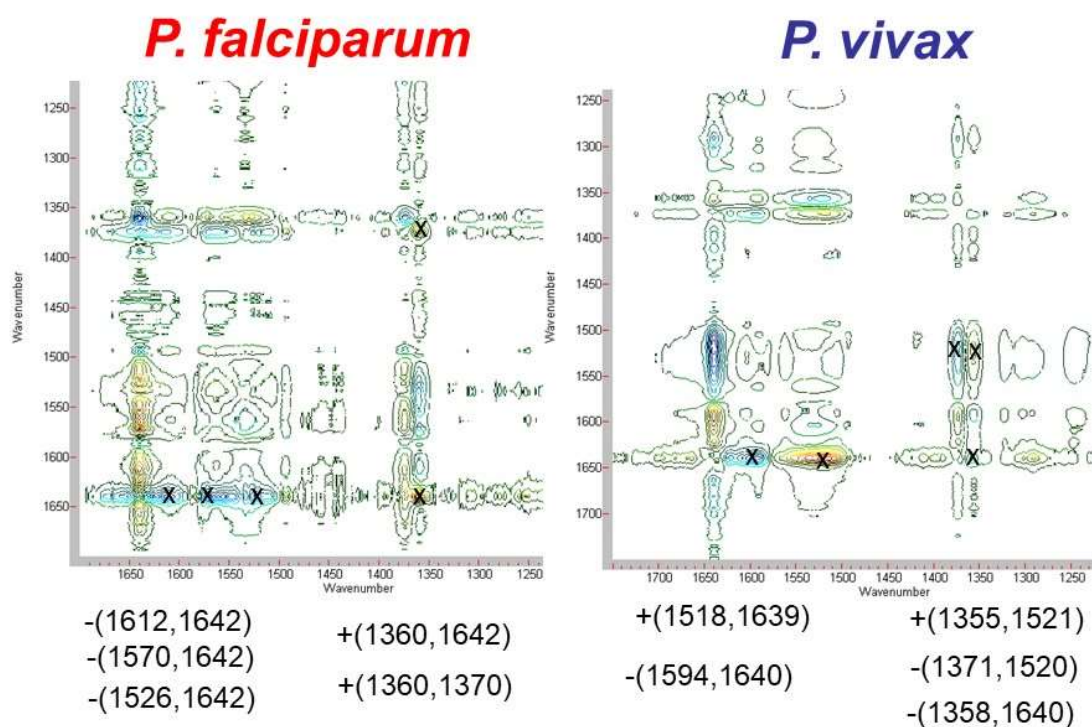 P. falciparum
P. vivax
1250
1300
1350
1400
1450
1500
1550
1600
1650
Wavenumber
X
X X X X
1650 1600 1550 1500 1450 1400 1350 1300 1250
Wavenumber
1250
1300
1350
1400
1450
1500
1550
1600
1650
1700
Wavenumber
X X
X X X
1700 1650 1600 1550 1500 1450 1400 1350 1300 1250
Wavenumber
-(1612,1642)
-(1570,1642)
-(1526,1642)
+(1360,1642)
+(1360,1370)
+(1518,1639)
-(1594,1640)
+(1355,1521)
-(1371,1520)
-(1358,1640)